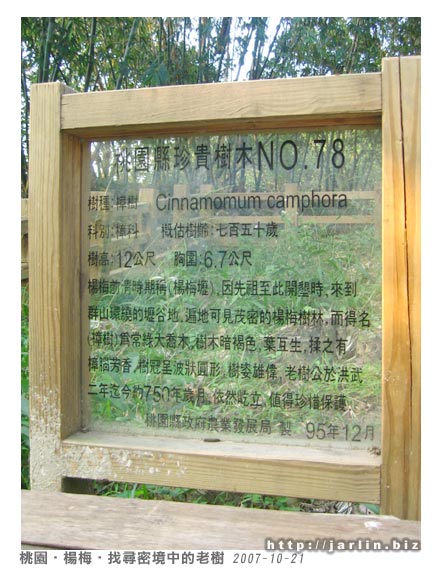 桃園縣珍貴樹木NO.78
樹種:樟樹 Cinnamomum camphora
科別:樟科 概估樹齡:七百五十歲
樹高:12公尺 胸圍:6.7公尺
楊梅前清時期稱(楊梅壢),因先祖至此開墾時、來到
群山環繞的壢谷地,遍地可見茂密的楊梅樹林,而得名
(樟樹)為常綠大喬木,樹木暗褐色,葉互生,揉之有
樟腦芳香,樹冠呈波狀圓形,樹姿雄偉,老樹公於洪武
二年迄今約750年歲月,依然屹立,值得珍惜保護
桃園縣政府農業發展局 製 95年12月
http://jarlin.biz
桃園‧楊梅‧找尋密境中的老樹 2007-10-21